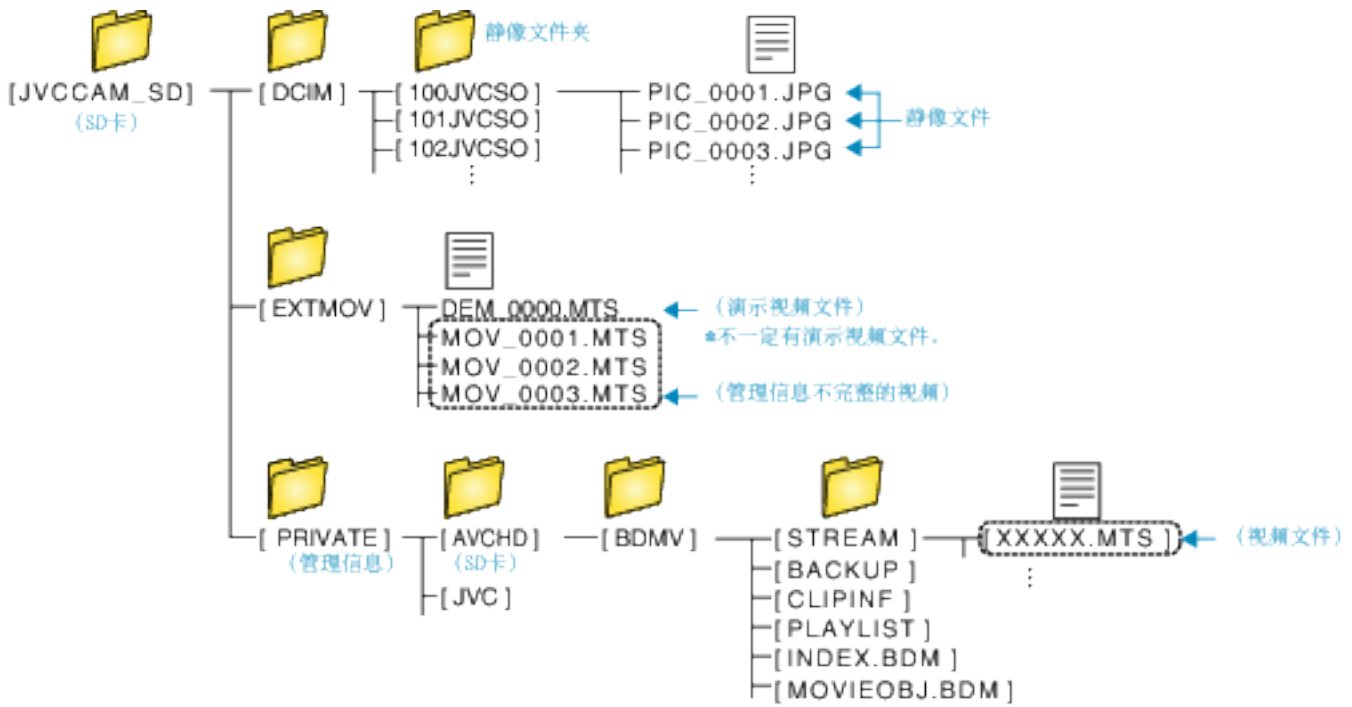 静像文件夹
[JVCCAM_SD] [DCIM] [100JVCSO] PIC_0001.JPG
(SD卡) [101JVCSO] PIC_0002.JPG 静像文件
[102JVCSO] PIC_0003.JPG
[EXTMOV] DEM_0000.MTS (演示视频文件)
MOV_0001.MTS *不一定有演示视频文件.
MOV_0002.MTS
MOV_0003.MTS (管理信息不完整的视频)
[PRIVATE] [AVCHD] [BDMV] [STREAM] [XXXXX.MTS] (视频文件)
(管理信息) (SD卡) [BACKUP]
[JVC] [CLIPINF]
[PLAYLIST]
[INDEX.BDM]
[MOVIEOBJ.BDM]